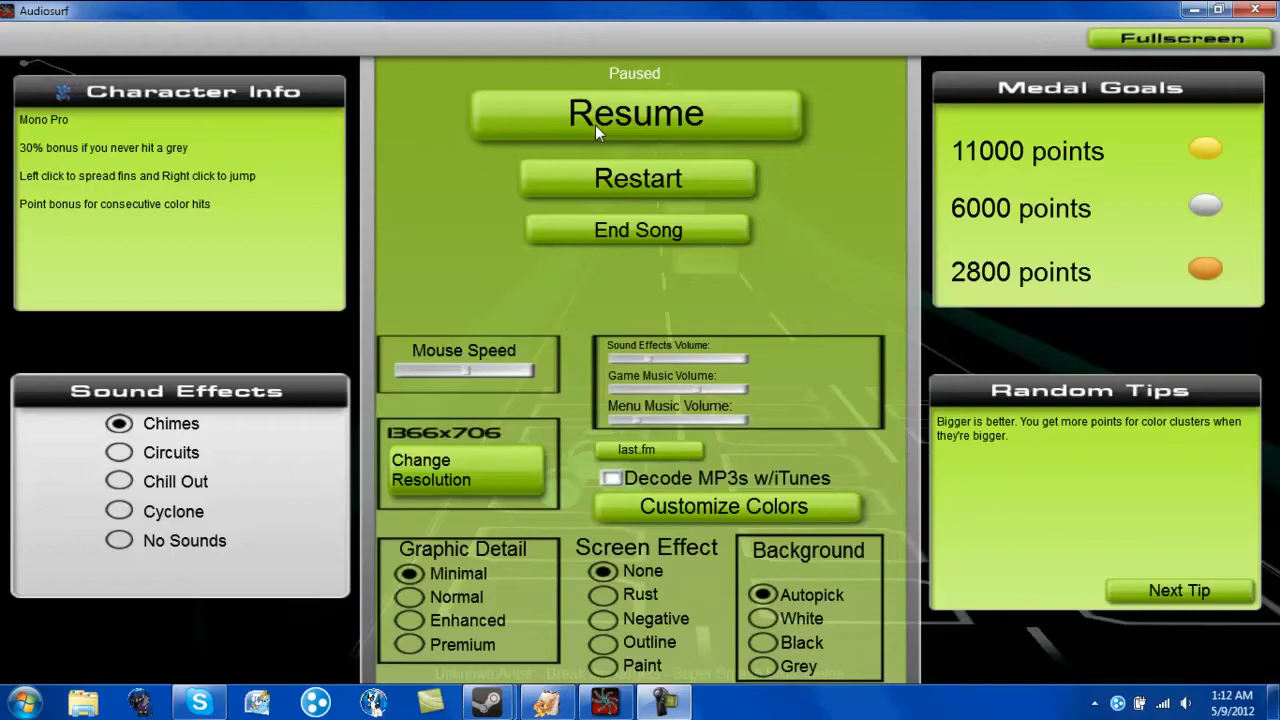 Audiosurf
Fullscreen
Character Info
Mono Pro
30% bonus if you never hit a grey
Left click to spread fins and Right click to jump
Point bonus for consecutive color hits
Sound Effects
Chimes
Circuits
Chill Out
Cyclone
No Sounds
Paused
Resume
Restart
End Song
Mouse Speed
1366x706
Change
Resolution
Sound Effects Volume:
Game Music Volume:
Menu Music Volume:
last.fm
Decode MP3s w/iTunes
Customize Colors
Graphic Detail
Minimal
Normal
Enhanced
Premium
Screen Effect
None
Rust
Negative
Outline
Paint
Background
Autopick
White
Black
Grey
Medal Goals
11000 points
6000 points
2800 points
Random Tips
Bigger is better. You get more points for color clusters when
they're bigger.
Next Tip
Unknown Artist - Break
1:12 AM
5/9/2012